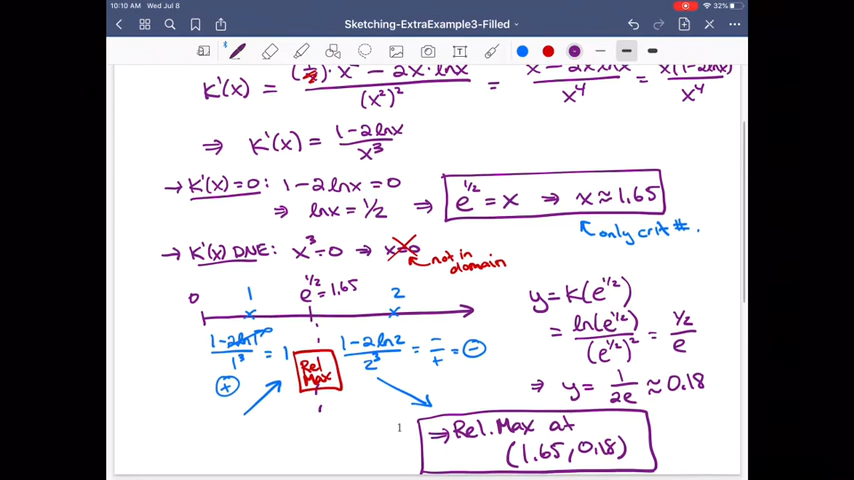 10:10 AM Wed Jul 8
32%
Sketching-ExtraExample3-Filled
K'(x) = (1/x)·x² − 2x·lnx / (x²)² = x − 2x lnx / x⁴ = x(1−2lnx) / x⁴
⇒ K'(x) = 1−2lnx / x³
→ K'(x)=0: 1−2lnx=0
⇒ lnx = 1/2 ⇒ e^1/2 = x ⇒ x ≈ 1.65
only crit #.
→ K'(x) DNE: x³=0 ⇒ x=0
not in domain
0 1 e^1/2 ≈ 1.65 2
1−2ln1 / 1³ = 1
+
Rel Max
1−2ln2 / 2³ = − / + = −
y = K(e^1/2)
= ln(e^1/2) / (e^1/2)² = 1/2 / e
⇒ y = 1 / 2e ≈ 0.18
1
⇒ Rel. Max at
(1.65, 0.18)